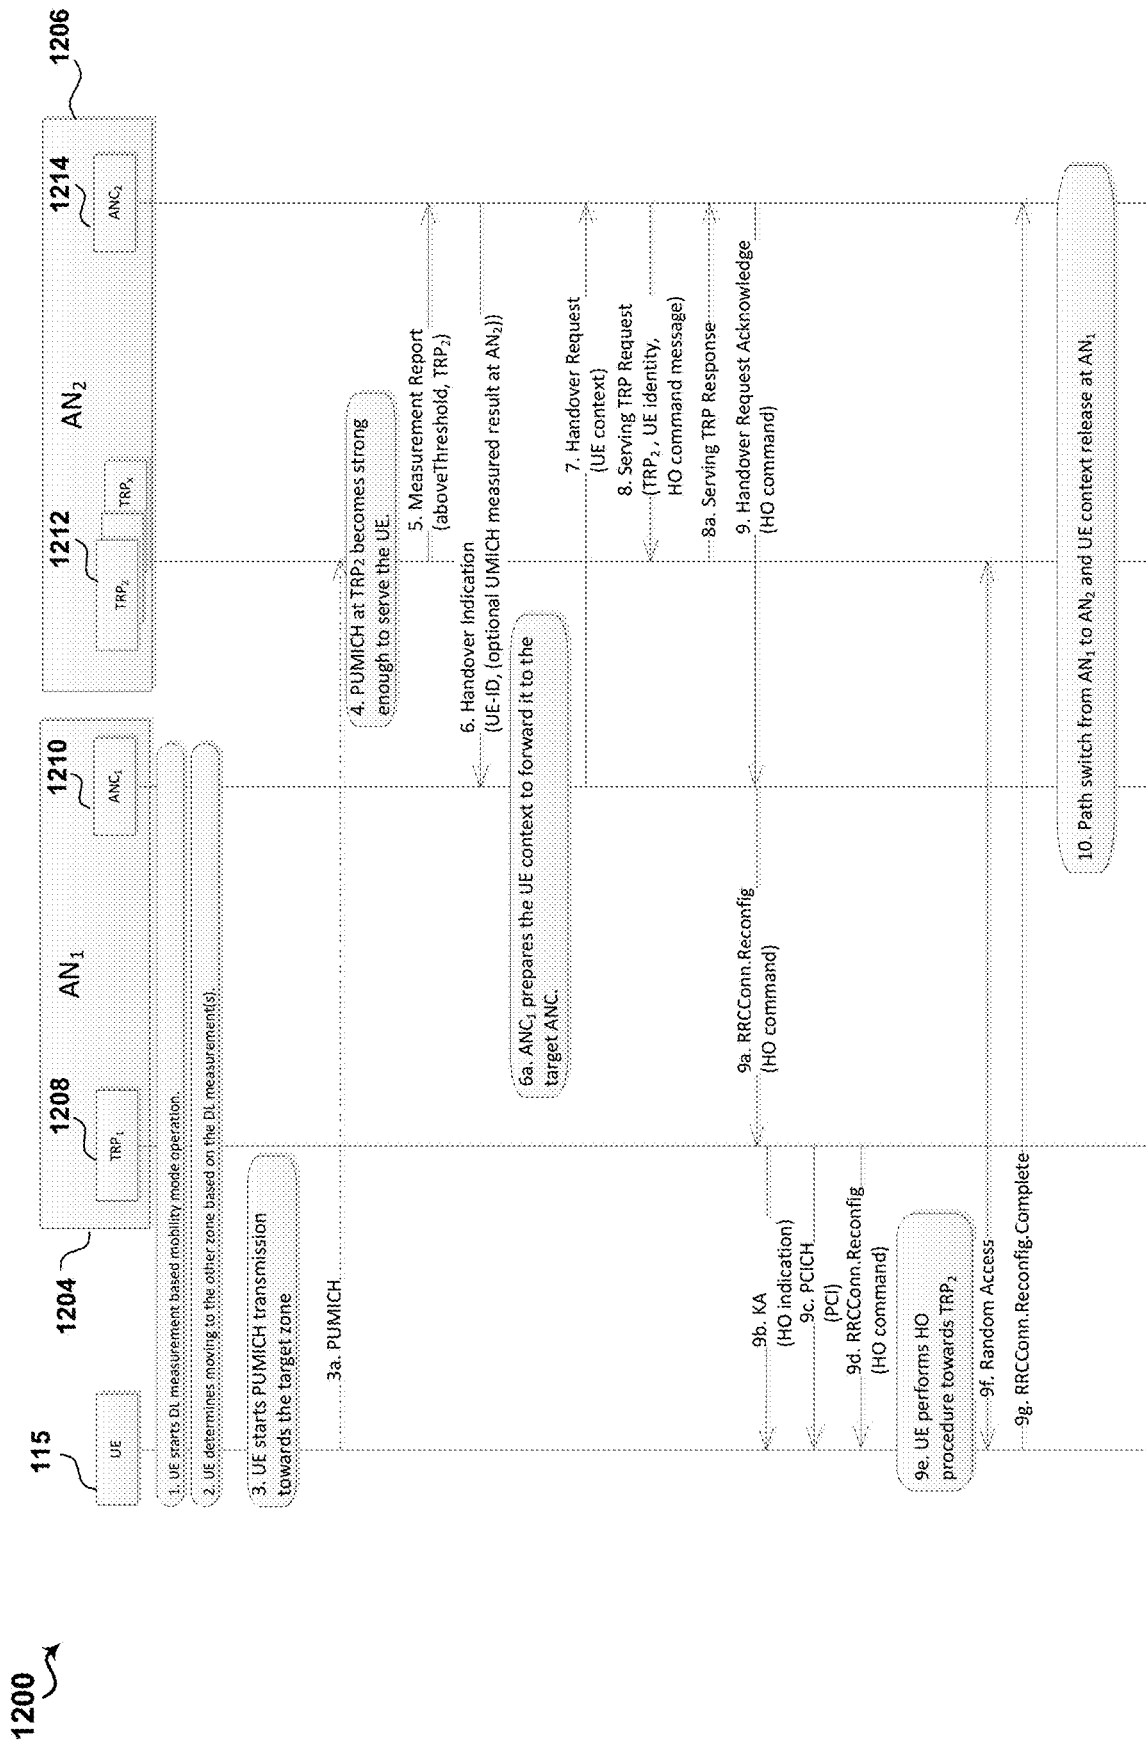 1200
115
1204
1208
1210
1212
1214
1206
AN₁
AN₂
UE
TRP₁
ANC₁
TRP₂
TRPₓ
ANC₂
1. UE starts DL measurement based mobility mode operation.
2. UE determines moving to the other zone based on the DL measurement(s).
3. UE starts PUMICH transmission
towards the target zone
3a. PUMICH
4. PUMICH at TRP₂ becomes strong
enough to serve the UE.
5. Measurement Report
(aboveThreshold, TRP₂)
6. Handover Indication
(UE-ID, (optional UMICH measured result at AN₂))
6a. ANC₁ prepares the UE context to forward it to the
target ANC.
7. Handover Request
(UE context)
8. Serving TRP Request
(TRP₂ , UE identity,
HO command message)
8a. Serving TRP Response
9. Handover Request Acknowledge
(HO command)
9a. RRCConn.Reconfig
(HO command)
9b. KA
(HO indication)
9c. PCICH
(PCI)
9d. RRCConn.Reconfig
(HO command)
9e. UE performs HO
procedure towards TRP₂
9f. Random Access
9g. RRCConn.Reconfig.Complete
10. Path switch from AN₁ to AN₂ and UE context release at AN₁